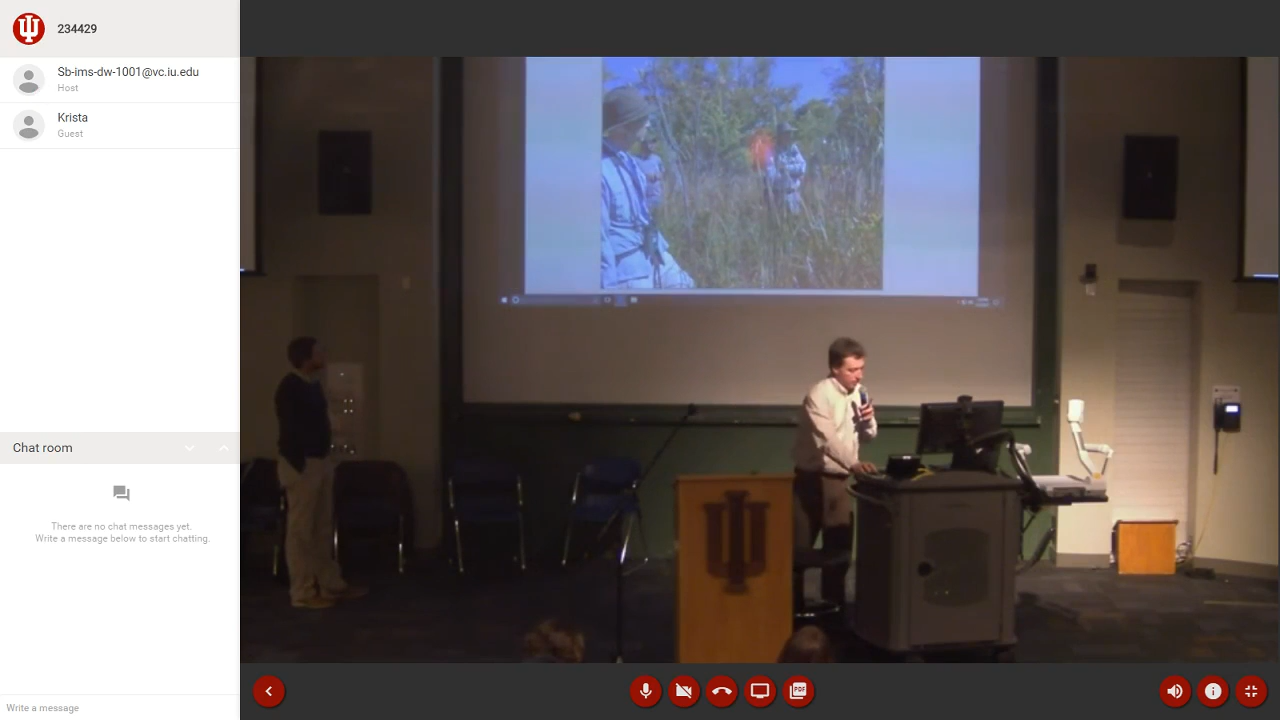 234429
Sb-ims-dw-1001@vc.iu.edu
Host
Krista
Guest
Chat room
There are no chat messages yet.
Write a message below to start chatting.
Write a message
PDF